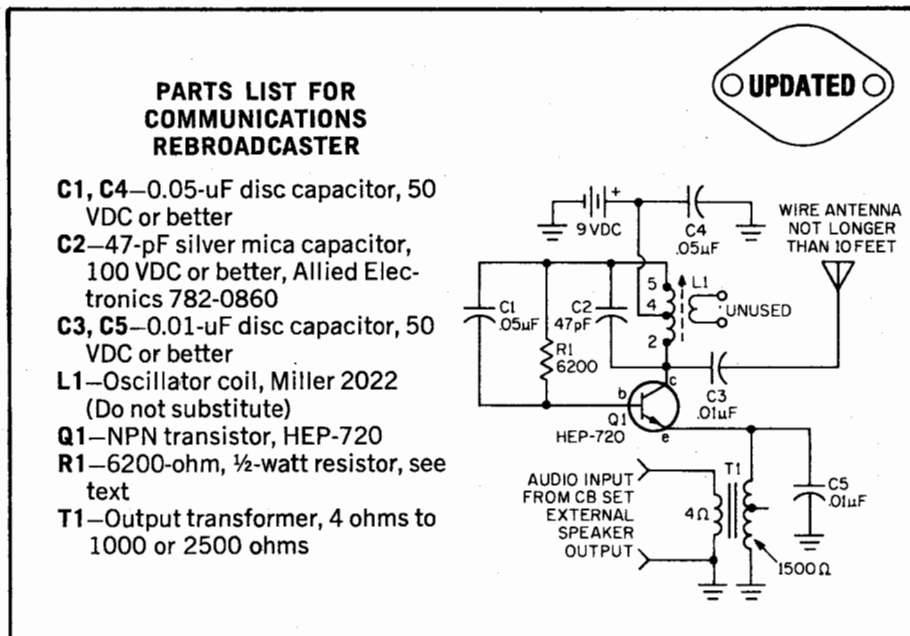 PARTS LIST FOR
COMMUNICATIONS
REBROADCASTER
UPDATED
C1, C4–0.05-uF disc capacitor, 50
VDC or better
C2–47-pF silver mica capacitor,
100 VDC or better, Allied Elec-
tronics 782-0860
C3, C5–0.01-uF disc capacitor, 50
VDC or better
L1–Oscillator coil, Miller 2022
(Do not substitute)
Q1–NPN transistor, HEP-720
R1–6200-ohm, ½-watt resistor, see
text
T1–Output transformer, 4 ohms to
1000 or 2500 ohms
+
9 VDC
C4
.05µF
WIRE ANTENNA
NOT LONGER
THAN 10 FEET
C1
.05µF
C2
47pF
5
4
2
L1
UNUSED
R1
6200
C3
.01µF
b
c
e
Q1
HEP-720
AUDIO INPUT
FROM CB SET
EXTERNAL
SPEAKER
OUTPUT
4Ω
T1
1500Ω
C5
.01µF